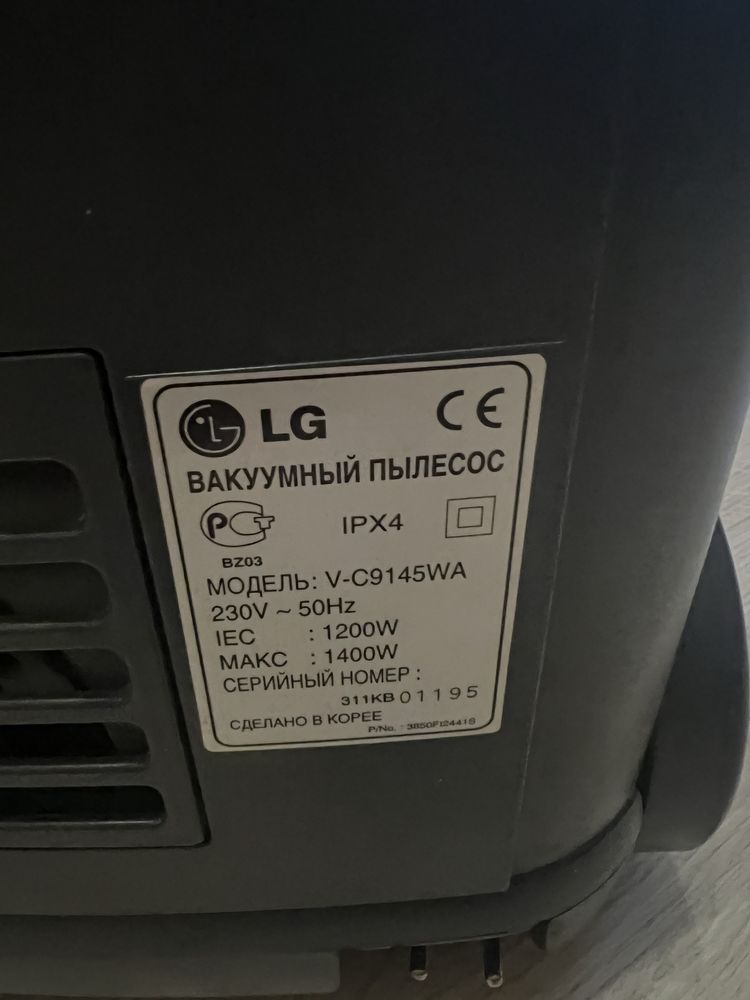 LG CE
ВАКУУМНЫЙ ПЫЛЕСОС
РСТ IPX4
BZ03
МОДЕЛЬ: V-C9145WA
230V ~ 50Hz
IEC : 1200W
МАКС : 1400W
СЕРИЙНЫЙ НОМЕР :
311KB 01195
СДЕЛАНО В КОРЕЕ
P/No. : 3850FI2441S